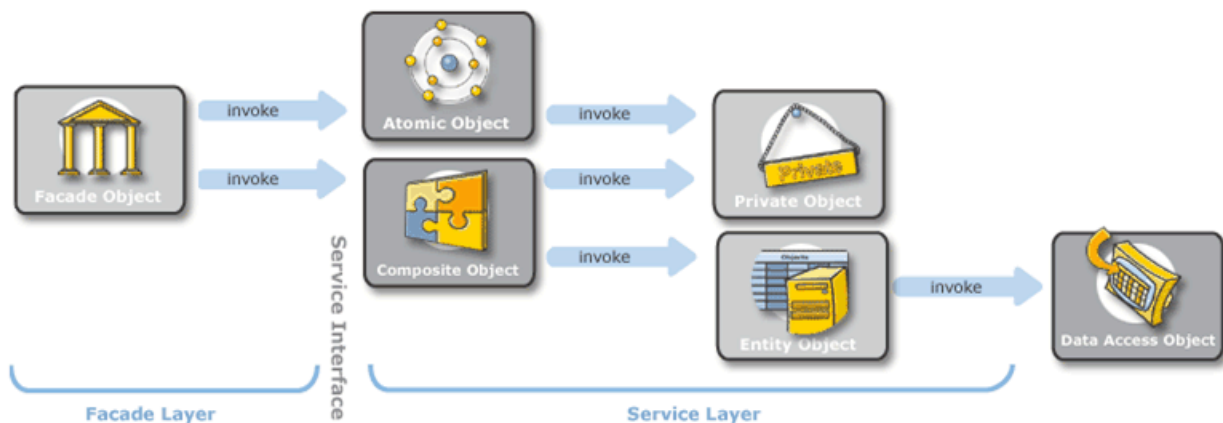 invoke
Atomic Object
invoke
Facade Object
invoke
Composite Object
Service Interface
invoke
Private
Private Object
invoke
Objects
Entity Object
invoke
Data Access Object
Facade Layer
Service Layer